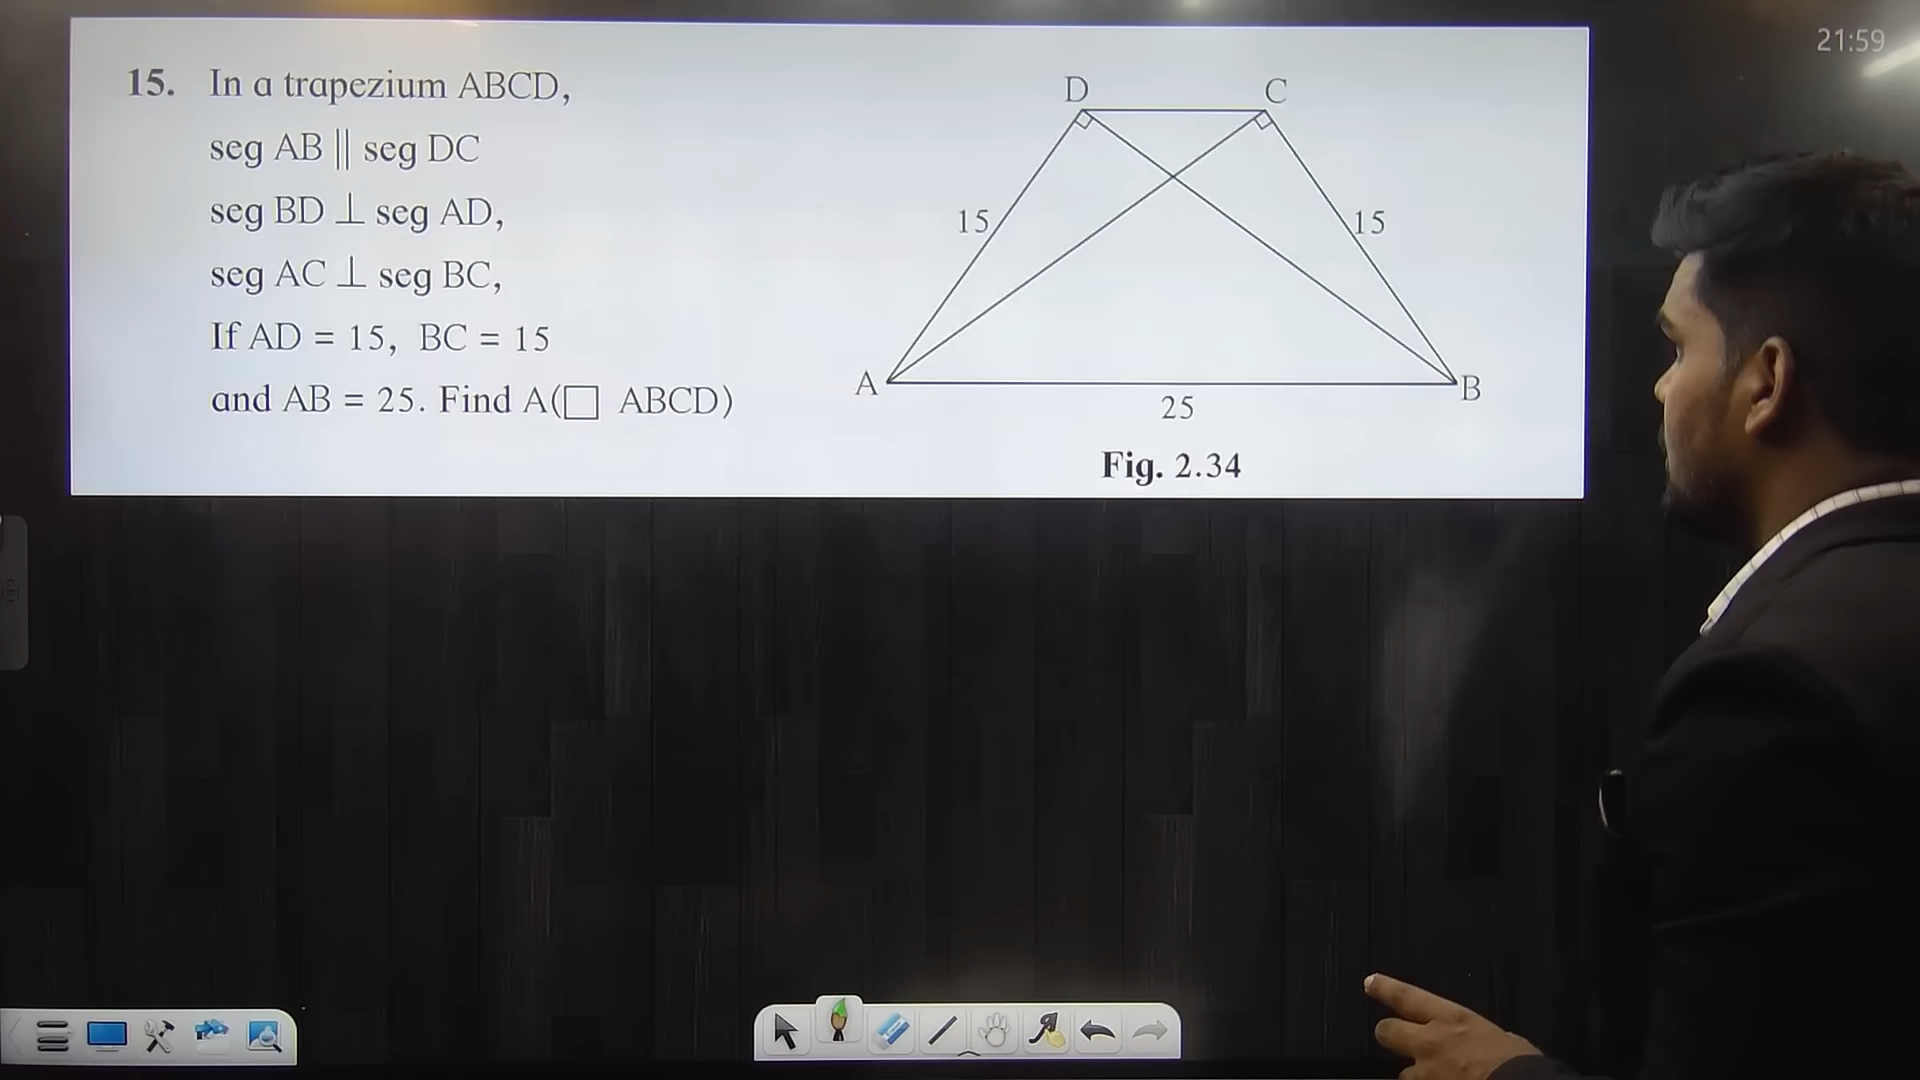 21:59
15. In a trapezium ABCD,
seg AB || seg DC
seg BD ⊥ seg AD,
seg AC ⊥ seg BC,
If AD = 15, BC = 15
and AB = 25. Find A(□ ABCD)
D C
15 15
A B
25
Fig. 2.34